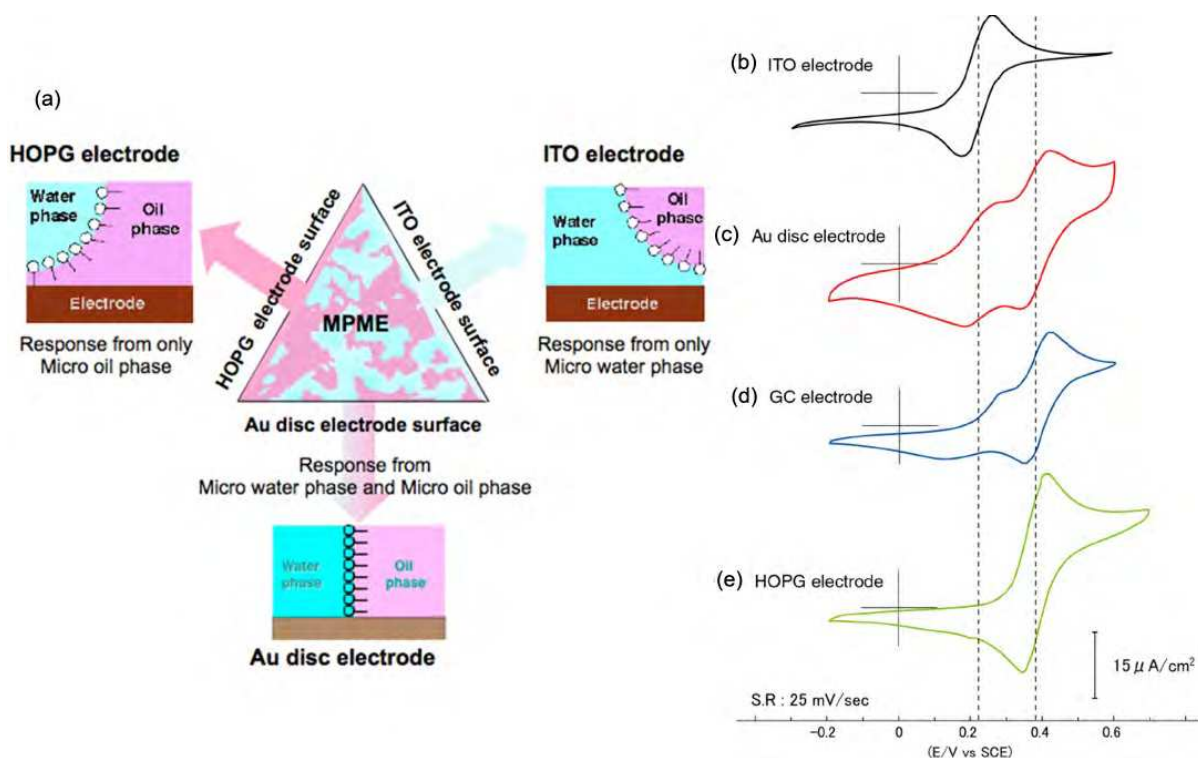 (a)
HOPG electrode
Water
phase
Oil
phase
Electrode
Response from only
Micro oil phase
HOPG electrode surface
ITO electrode surface
MPME
Au disc electrode surface
ITO electrode
Water
phase
Oil
phase
Electrode
Response from only
Micro water phase
Response from
Micro water phase and Micro oil phase
Water
phase
Oil
phase
Au disc electrode
(b) ITO electrode
(c) Au disc electrode
(d) GC electrode
(e) HOPG electrode
15 μ A/cm²
S.R : 25 mV/sec
−0.2 0 0.2 0.4 0.6
(E/V vs SCE)